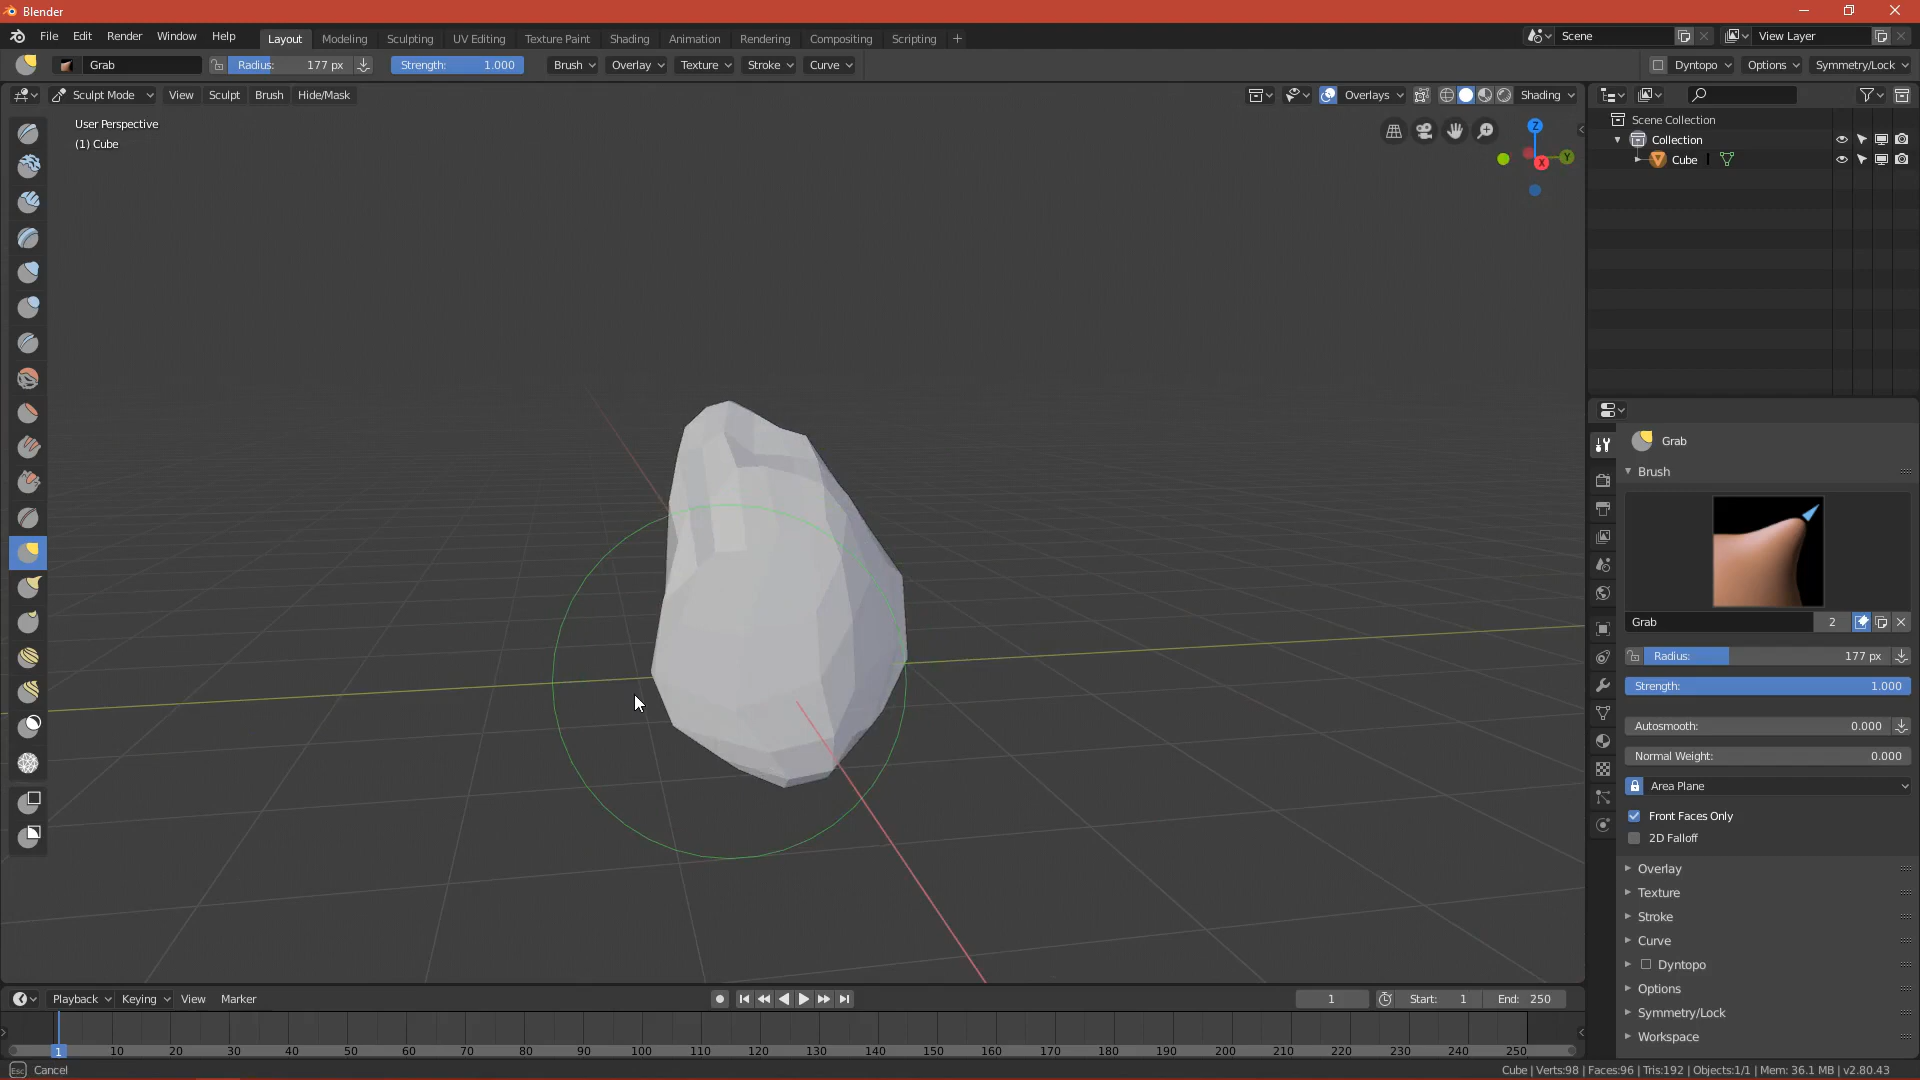 Blender
File Edit Render Window Help Layout Modeling Sculpting UV Editing Texture Paint Shading Animation Rendering Compositing Scripting + Scene View Layer
Grab Radius: 177 px Strength: 1.000 Brush Overlay Texture Stroke Curve Dyntopo Options Symmetry/Lock
Sculpt Mode View Sculpt Brush Hide/Mask Overlays Shading
User Perspective
(1) Cube
Z
Y
X
Scene Collection
Collection
Cube
Grab
Brush
Grab 2
Radius: 177 px
Strength: 1.000
Autosmooth: 0.000
Normal Weight: 0.000
Area Plane
Front Faces Only
2D Falloff
Overlay
Texture
Stroke
Curve
Dyntopo
Options
Symmetry/Lock
Workspace
Playback Keying View Marker 1 Start: 1 End: 250
1 10 20 30 40 50 60 70 80 90 100 110 120 130 140 150 160 170 180 190 200 210 220 230 240 250
Esc Cancel Cube | Verts:98 | Faces:96 | Tris:192 | Objects:1/1 | Mem: 36.1 MB | v2.80.43